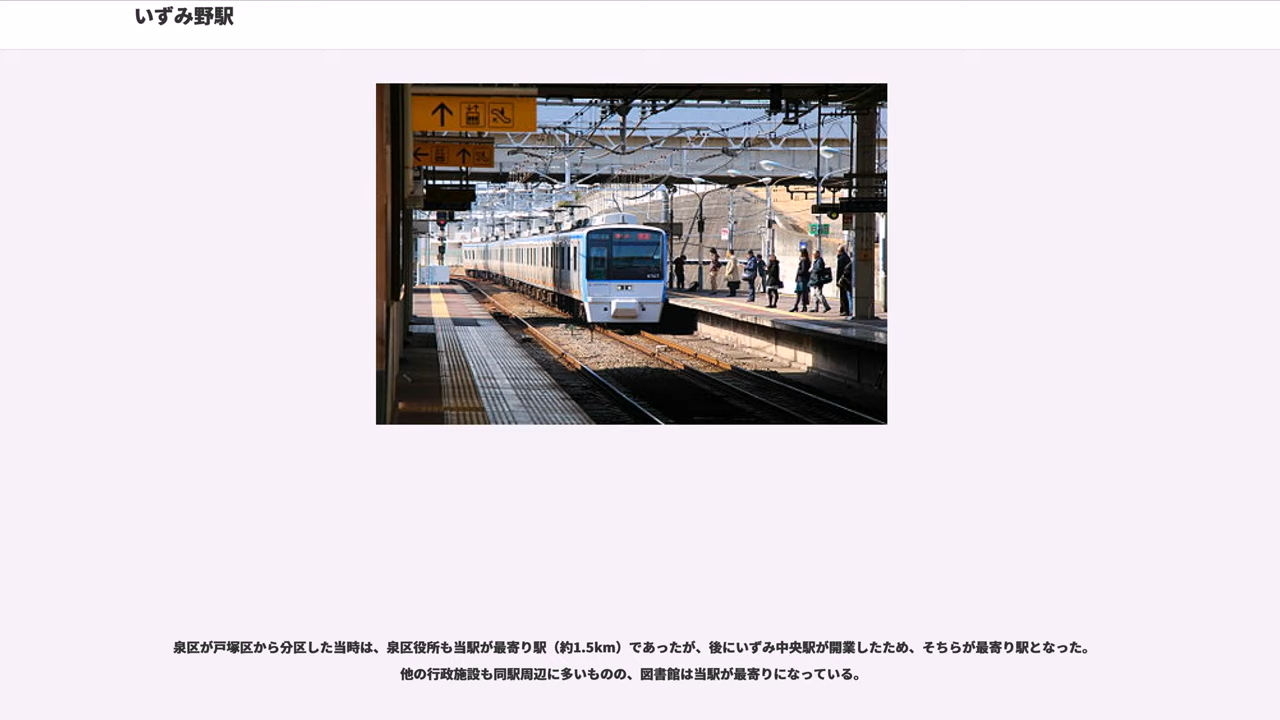 いずみ野駅
泉区が戸塚区から分区した当時は、泉区役所も当駅が最寄り駅（約1.5km）であったが、後にいずみ中央駅が開業したため、そちらが最寄り駅となった。
他の行政施設も同駅周辺に多いものの、図書館は当駅が最寄りになっている。